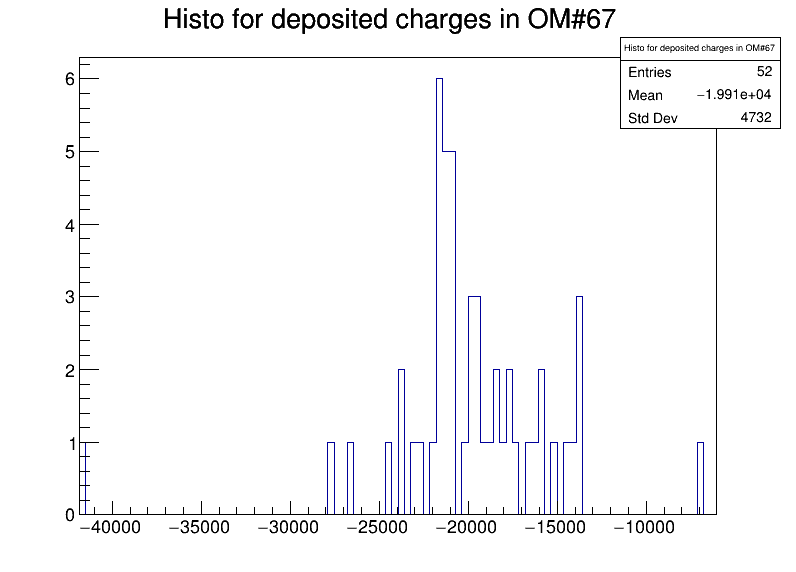 Histo for deposited charges in OM#67
Histo for deposited charges in OM#67
Entries 52
Mean −1.991e+04
Std Dev 4732
6
5
4
3
2
1
0
−40000 −35000 −30000 −25000 −20000 −15000 −10000